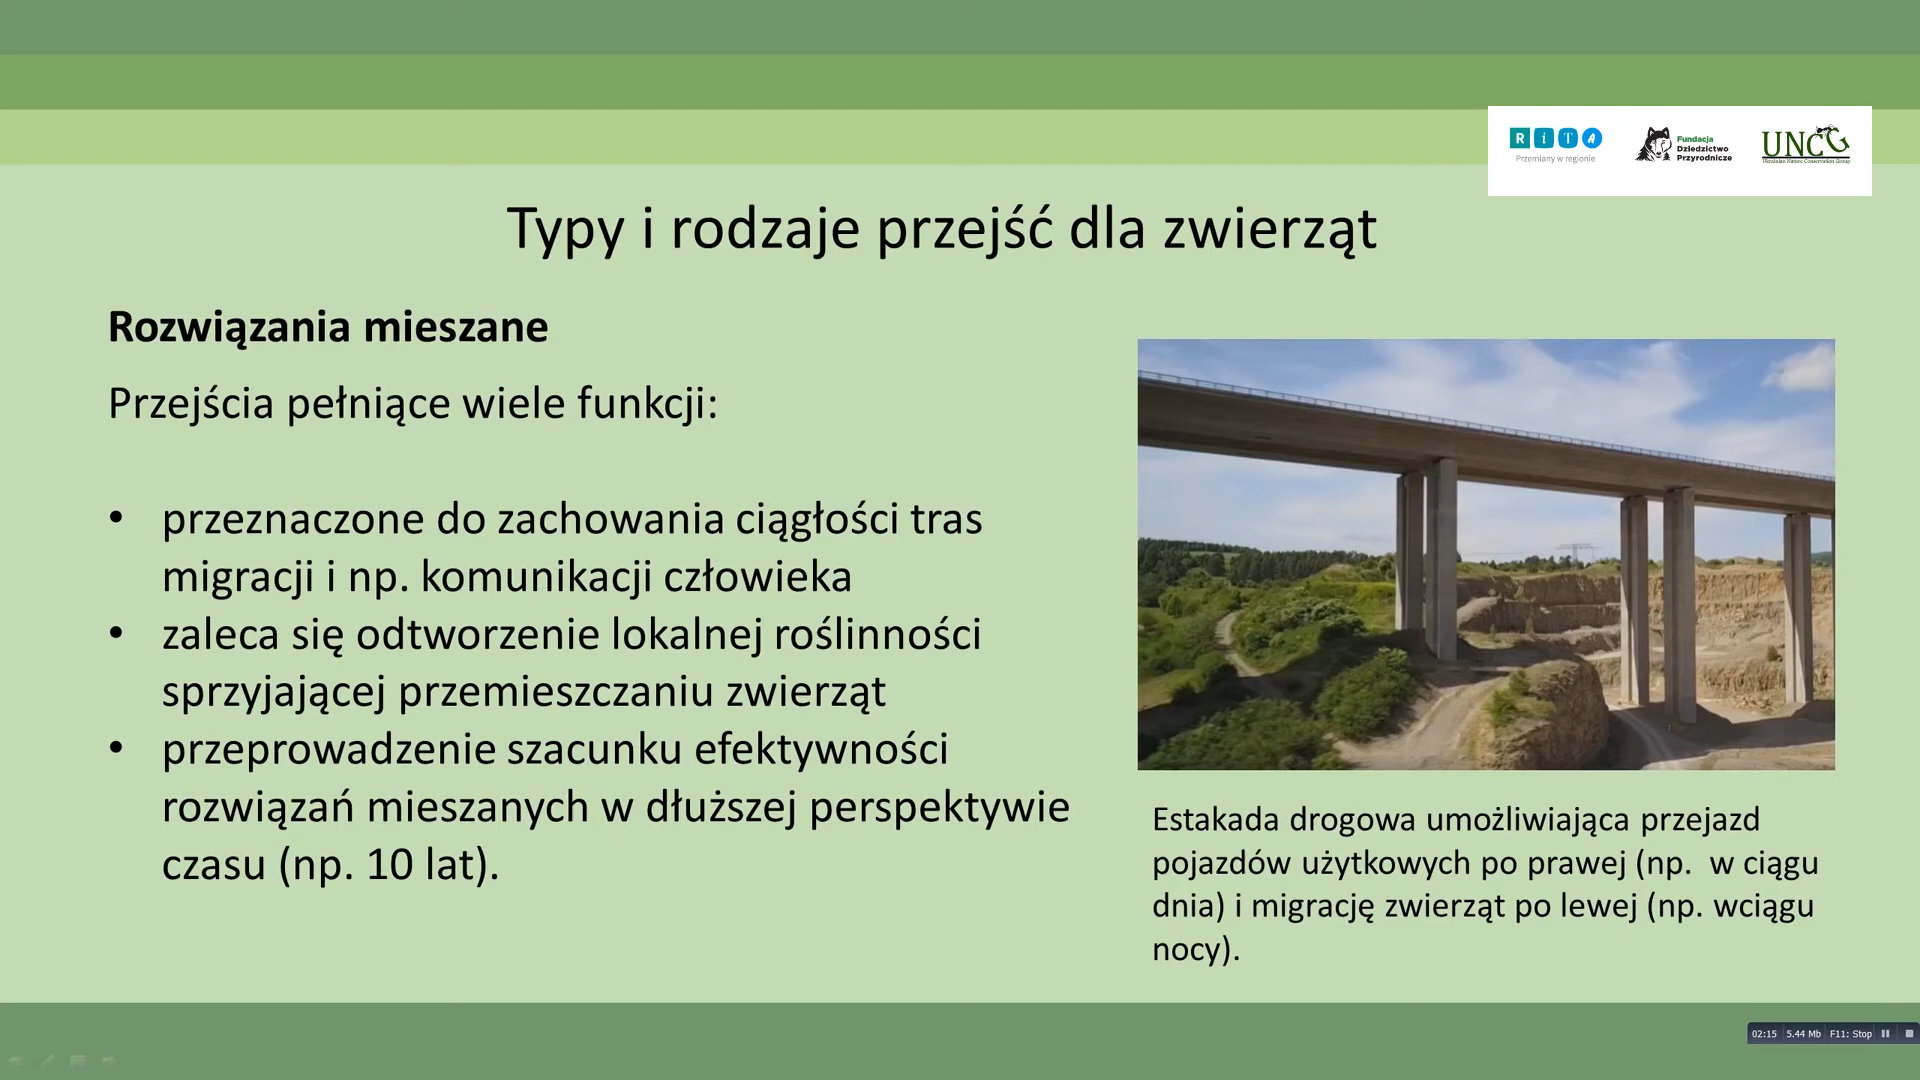 RiTA
Przemiany w regionie
Fundacja
Dziedzictwo
Przyrodnicze
UNCG
Ukrainian Nature Conservation Group
Typy i rodzaje przejść dla zwierząt
Rozwiązania mieszane
Przejścia pełniące wiele funkcji:
• przeznaczone do zachowania ciągłości tras
migracji i np. komunikacji człowieka
• zaleca się odtworzenie lokalnej roślinności
sprzyjającej przemieszczaniu zwierząt
• przeprowadzenie szacunku efektywności
rozwiązań mieszanych w dłuższej perspektywie
czasu (np. 10 lat).
Estakada drogowa umożliwiająca przejazd
pojazdów użytkowych po prawej (np.  w ciągu
dnia) i migrację zwierząt po lewej (np. wciągu
nocy).
02:15 5.44 Mb F11: Stop